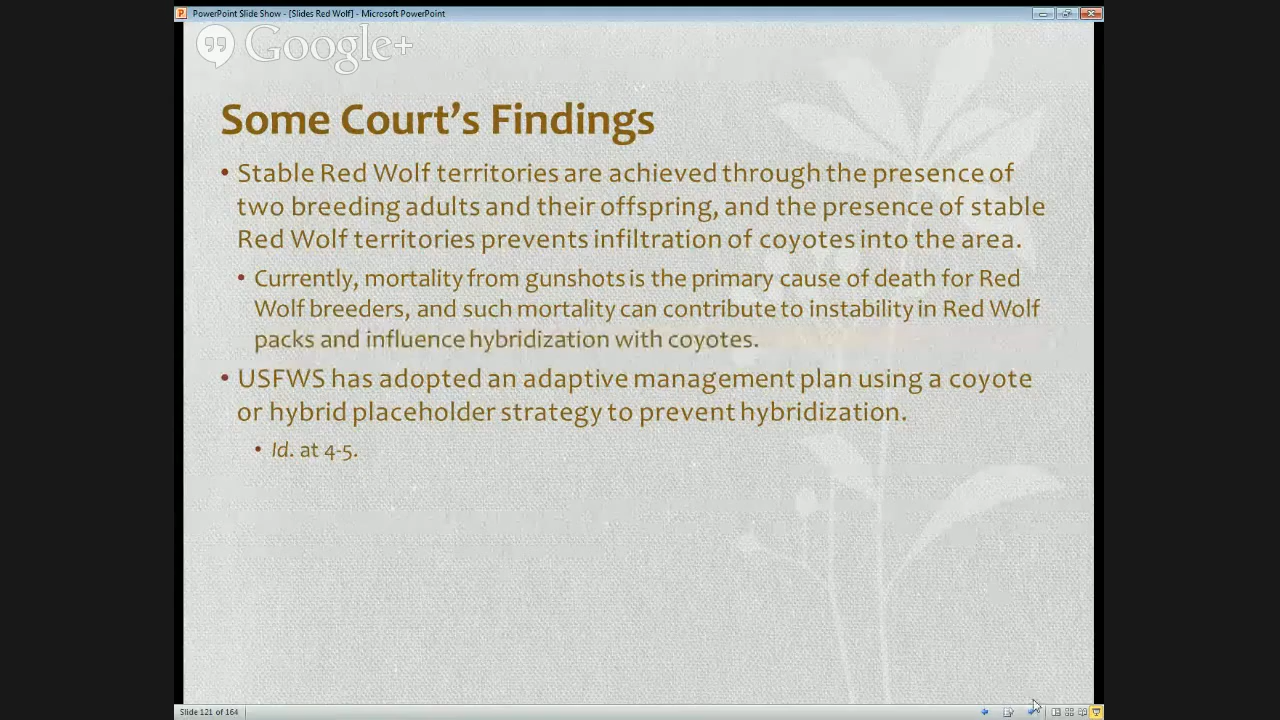 PowerPoint Slide Show - [Slides Red Wolf] - Microsoft PowerPoint
Google+
Some Court's Findings
• Stable Red Wolf territories are achieved through the presence of
two breeding adults and their offspring, and the presence of stable
Red Wolf territories prevents infiltration of coyotes into the area.
• Currently, mortality from gunshots is the primary cause of death for Red
Wolf breeders, and such mortality can contribute to instability in Red Wolf
packs and influence hybridization with coyotes.
• USFWS has adopted an adaptive management plan using a coyote
or hybrid placeholder strategy to prevent hybridization.
• Id. at 4-5.
Slide 121 of 164